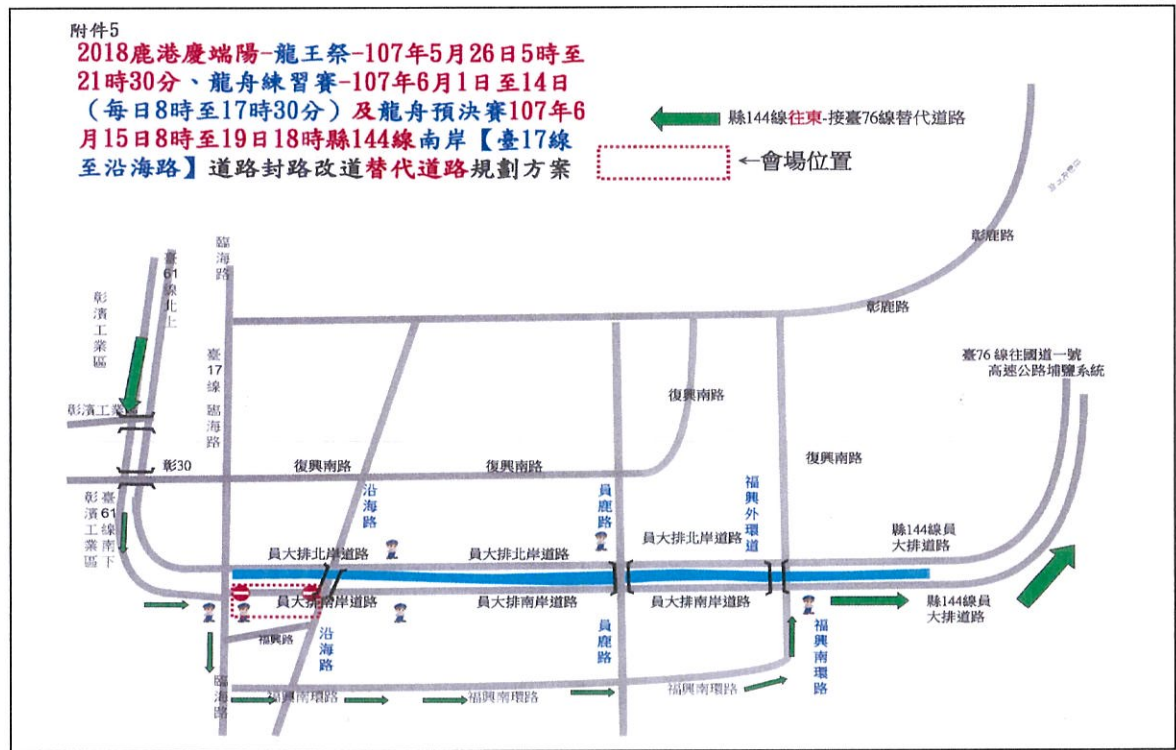 附件5
2018鹿港慶端陽-龍王祭-107年5月26日5時至
21時30分、龍舟練習賽-107年6月1日至14日
（每日8時至17時30分）及龍舟預決賽107年6
月15日8時至19日18時縣144線南岸【臺17線
至沿海路】道路封路改道替代道路規劃方案
縣144線往東-接臺76線替代道路
←會場位置
彰鹿路
彰鹿路
臨海路
臺61線北上
彰濱工業區
臺17線
臨海路
臺76線往國道一號
高速公路埔鹽系統
復興南路
彰濱工業
彰30
復興南路
復興南路
復興南路
沿海路
員鹿路
福興外環道
臺61線南下
彰濱工業區
縣144線員
大排道路
員大排北岸道路
員大排北岸道路
員大排北岸道路
員大排南岸道路
員大排南岸道路
員大排南岸道路
縣144線員
大排道路
福興路
沿海路
員鹿路
福興南環路
臨海路
福興南環路
福興南環路
福興南環路